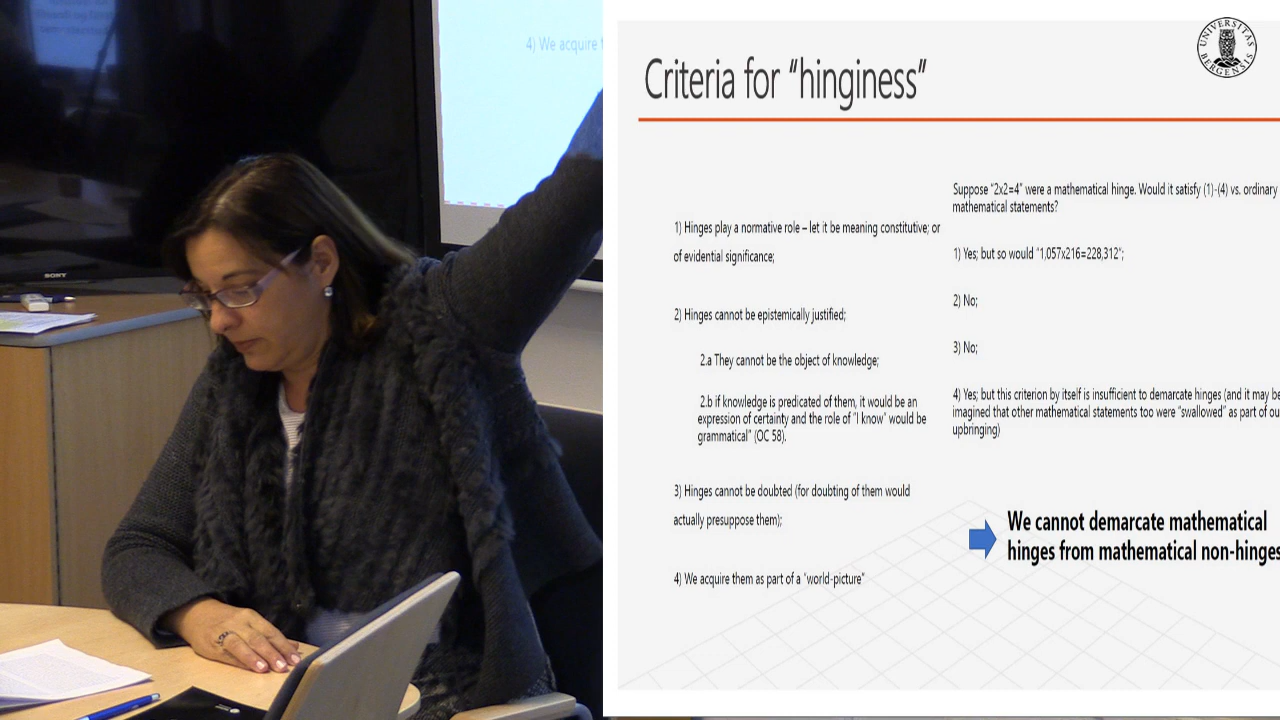 4) We acquire
SONY
UNIVERSITAS
BERGENSIS
Criteria for “hinginess”
1) Hinges play a normative role – let it be meaning constitutive; or
of evidential significance;
2) Hinges cannot be epistemically justified;
2.a They cannot be the object of knowledge;
2.b if knowledge is predicated of them, it would be an
expression of certainty and the role of “I know’ would be
grammatical” (OC 58).
3) Hinges cannot be doubted (for doubting of them would
actually presuppose them);
4) We acquire them as part of a “world-picture”
Suppose “2x2=4” were a mathematical hinge. Would it satisfy (1)-(4) vs. ordinary
mathematical statements?
1) Yes; but so would “1,057x216=228,312”;
2) No;
3) No;
4) Yes; but this criterion by itself is insufficient to demarcate hinges (and it may be
imagined that other mathematical statements too were “swallowed” as part of ou
upbringing)
We cannot demarcate mathematical
hinges from mathematical non-hinges